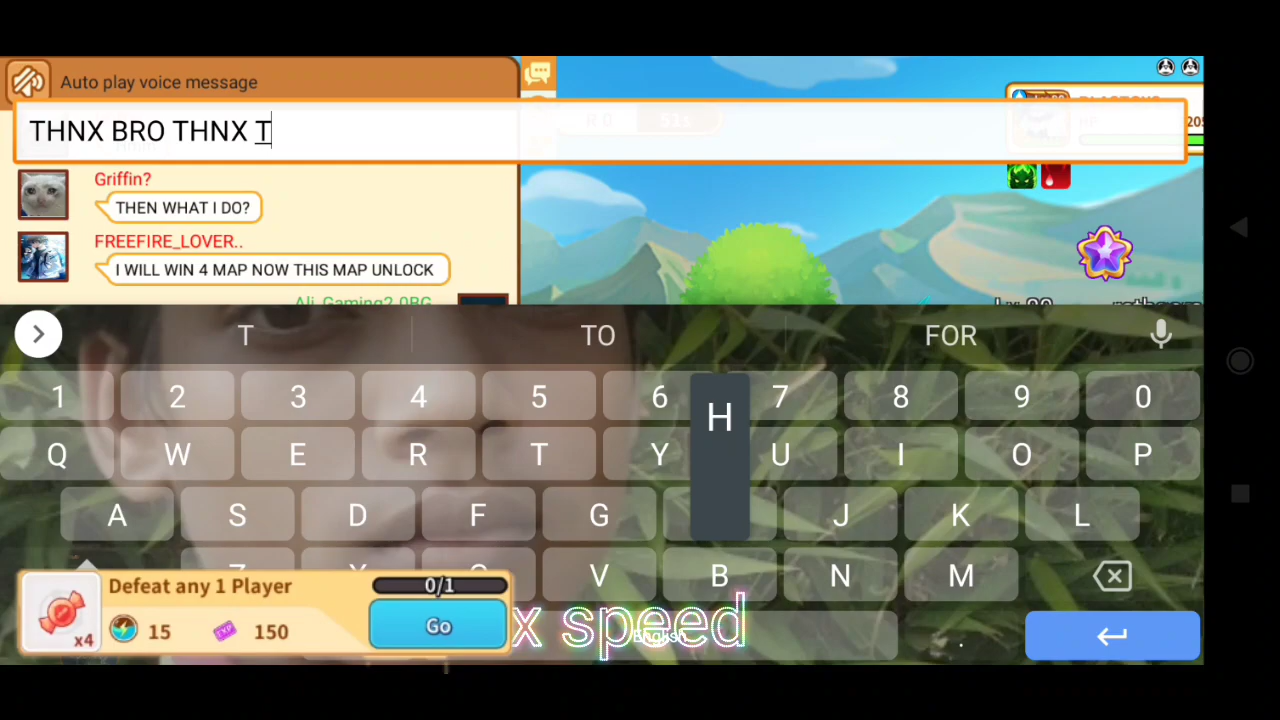 Auto play voice message
THNX BRO THNX T
Griffin?
THEN WHAT I DO?
FREEFIRE_LOVER..
I WILL WIN 4 MAP NOW THIS MAP UNLOCK
T TO FOR
1 2 3 4 5 6 7 8 9 0
Q W E R T Y U I O P
H
A S D F G J K L
V B N M
Defeat any 1 Player
0/1
x4
15
150
Go
x speed
English
.